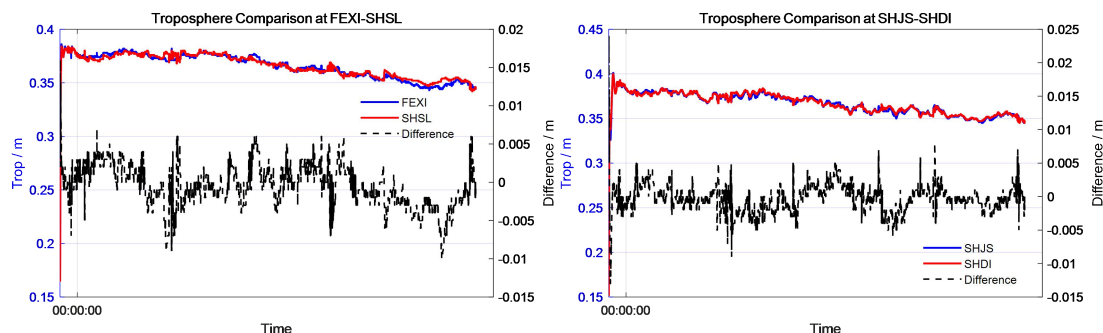 Troposphere Comparison at FEXI-SHSL
0.4
0.35
0.3
0.25
0.2
0.15
Trop / m
0.02
0.015
0.01
0.005
0
-0.005
-0.01
-0.015
Difference / m
FEXI
SHSL
Difference
00:00:00
Time
Troposphere Comparison at SHJS-SHDI
0.45
0.4
0.35
0.3
0.25
0.2
0.15
Trop / m
0.025
0.02
0.015
0.01
0.005
0
-0.005
-0.01
-0.015
Difference / m
SHJS
SHDI
Difference
00:00:00
Time